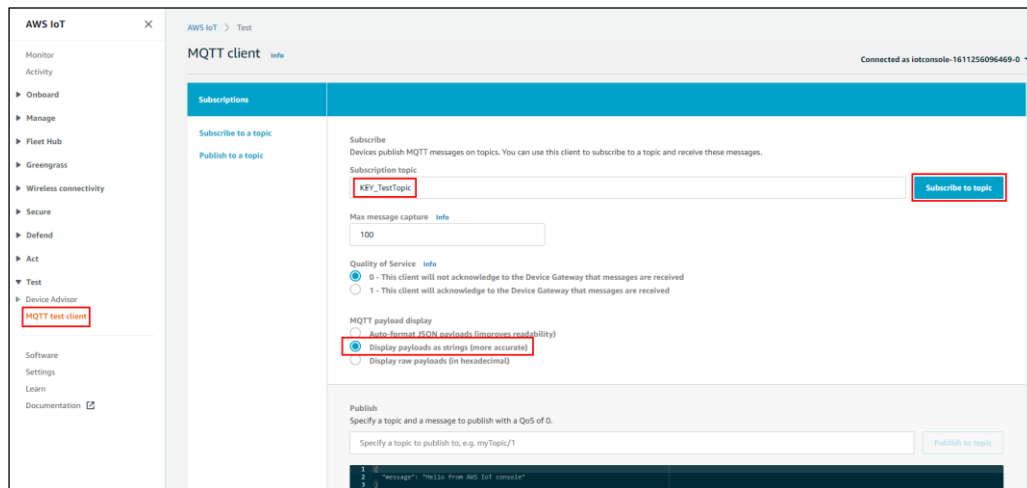 AWS IoT
Monitor
Activity
Onboard
Manage
Fleet Hub
Greengrass
Wireless connectivity
Secure
Defend
Act
Test
Device Advisor
MQTT test client
Software
Settings
Learn
Documentation
AWS IoT > Test
MQTT client Info
Connected as iotconsole-1611256096469-0
Subscriptions
Subscribe to a topic
Publish to a topic
Subscribe
Devices publish MQTT messages on topics. You can use this client to subscribe to a topic and receive these messages.
Subscription topic
KEY_TestTopic
Subscribe to topic
Max message capture Info
100
Quality of Service Info
0 - This client will not acknowledge to the Device Gateway that messages are received
1 - This client will acknowledge to the Device Gateway that messages are received
MQTT payload display
Auto-format JSON payloads (improves readability)
Display payloads as strings (more accurate)
Display raw payloads (in hexadecimal)
Publish
Specify a topic and a message to publish with a QoS of 0.
Specify a topic to publish to, e.g. myTopic/1
Publish to topic
1 {
2 "message": "Hello from AWS IoT console"
3 }